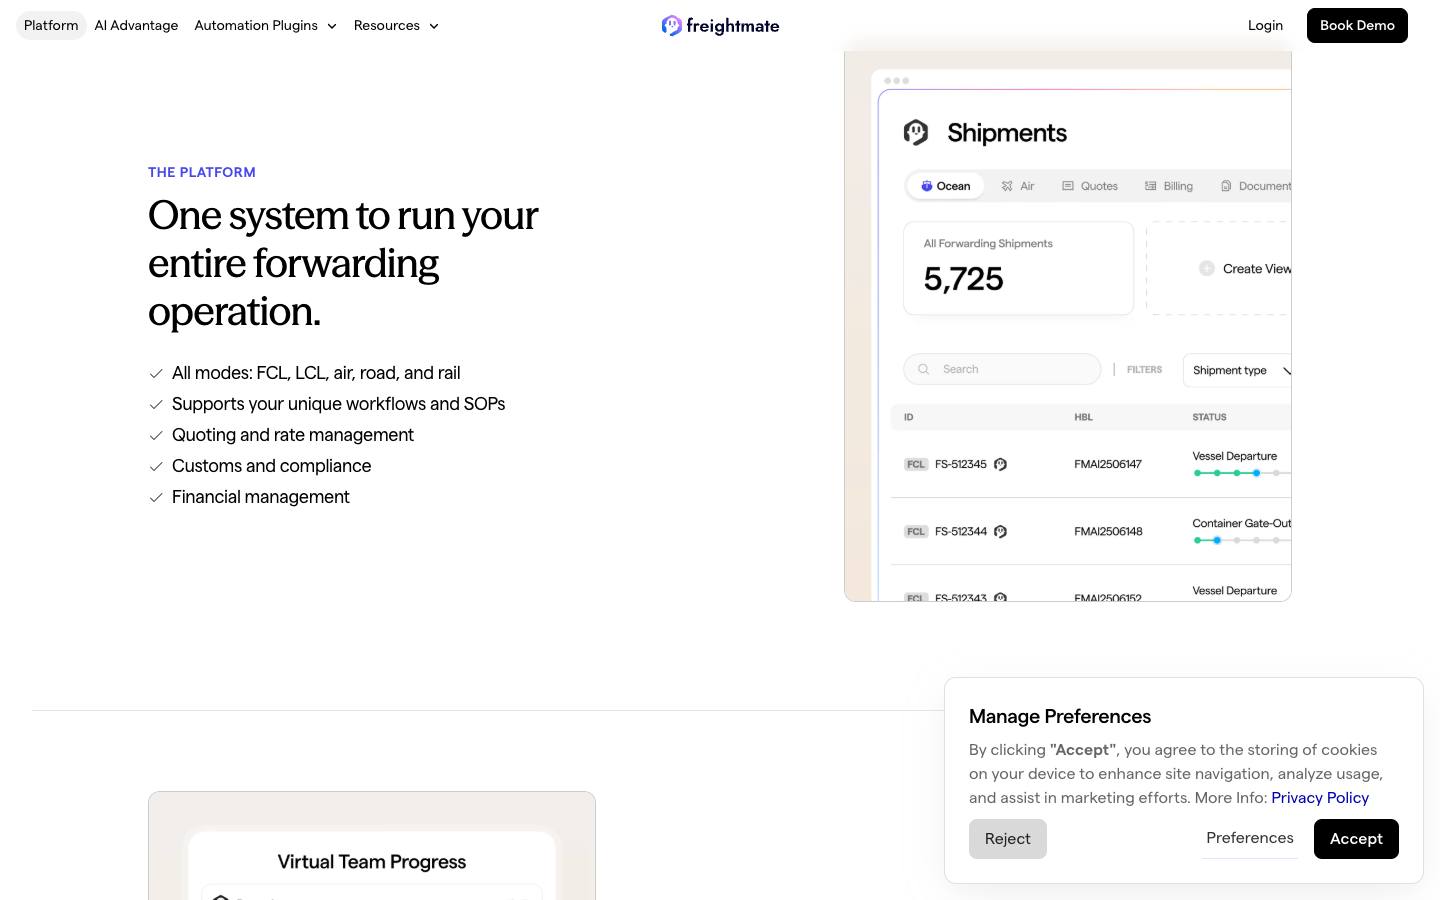 Platform
AI Advantage
Automation Plugins
Resources
freightmate
Login
Book Demo
THE PLATFORM
One system to run your
entire forwarding
operation.
All modes: FCL, LCL, air, road, and rail
Supports your unique workflows and SOPs
Quoting and rate management
Customs and compliance
Financial management
Shipments
Ocean
Air
Quotes
Billing
Document
All Forwarding Shipments
5,725
Create View
Search
FILTERS
Shipment type
ID
HBL
STATUS
FCL FS-512345
FMAI2506147
Vessel Departure
FCL FS-512344
FMAI2506148
Container Gate-Out
FCL FS-512343
FMAI2506152
Vessel Departure
Virtual Team Progress
Manage Preferences
By clicking "Accept", you agree to the storing of cookies
on your device to enhance site navigation, analyze usage,
and assist in marketing efforts. More Info: Privacy Policy
Reject
Preferences
Accept